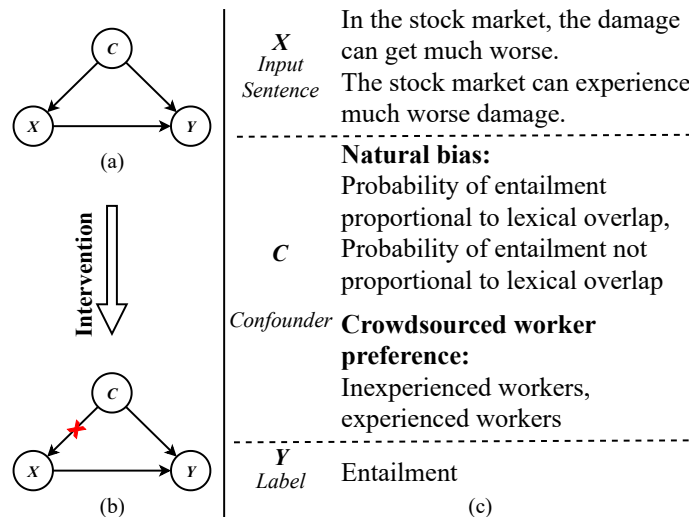 C
X
Y
(a)
Intervention
C
X
Y
(b)
X
Input
Sentence
In the stock market, the damage
can get much worse.
The stock market can experience
much worse damage.
C
Confounder
Natural bias:
Probability of entailment
proportional to lexical overlap,
Probability of entailment not
proportional to lexical overlap
Crowdsourced worker
preference:
Inexperienced workers,
experienced workers
Y
Label
Entailment
(c)